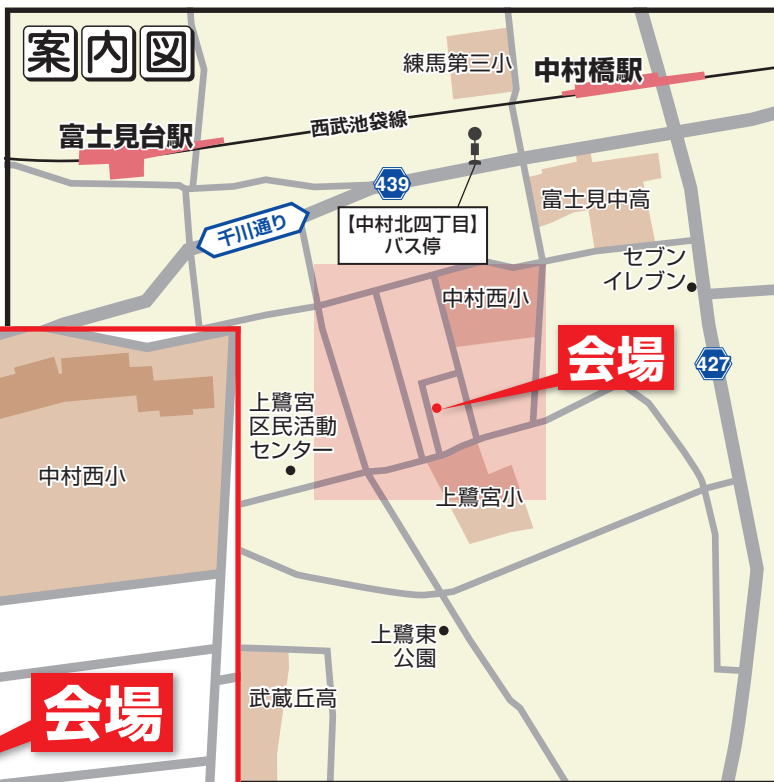 案内図
練馬第三小
中村橋駅
富士見台駅
西武池袋線
439
富士見中高
千川通り
【中村北四丁目】
バス停
セブン
イレブン
中村西小
会場
427
上鷺宮
区民活動
センター
中村西小
上鷺宮小
上鷺東
公園
武蔵丘高
会場